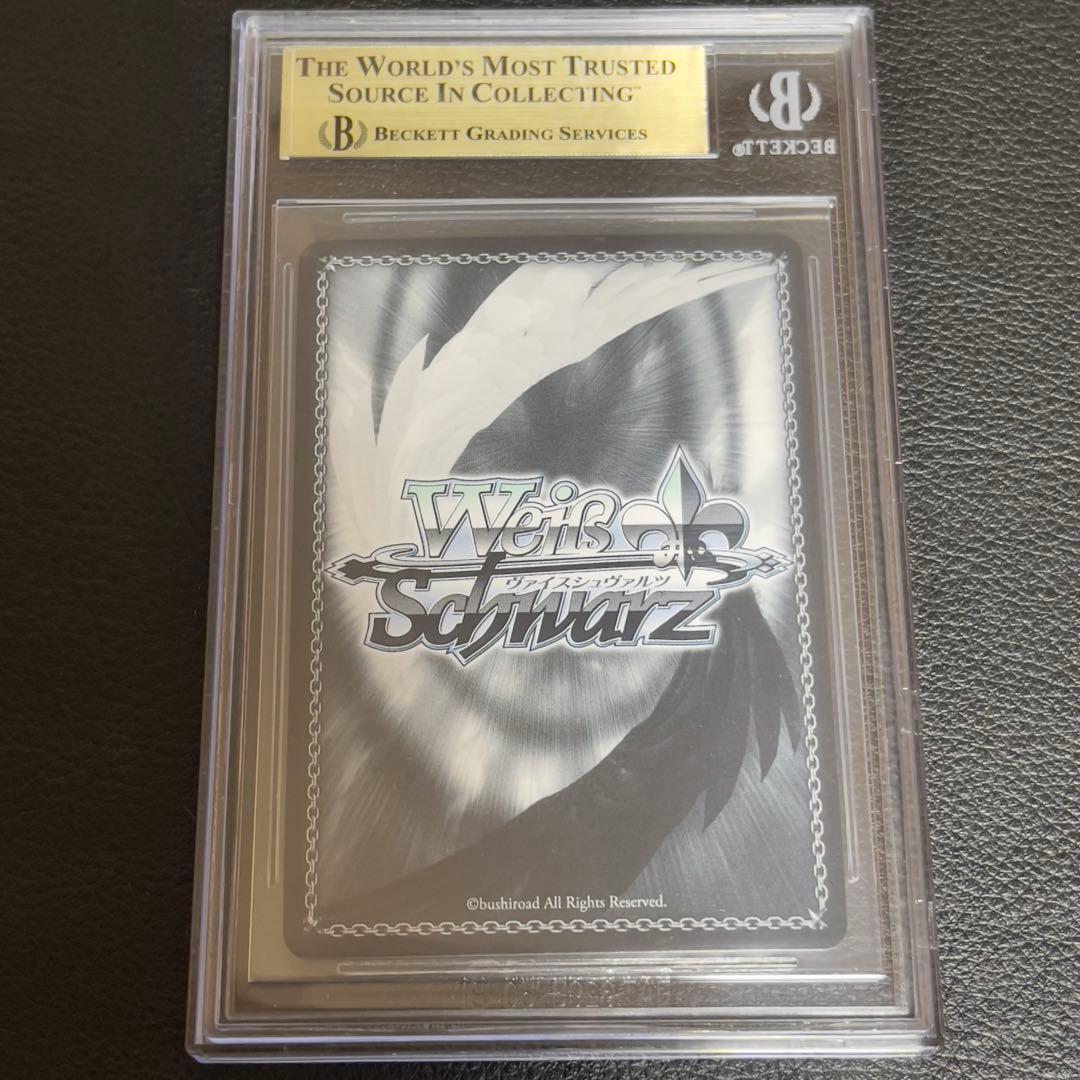 THE WORLD'S MOST TRUSTED
SOURCE IN COLLECTING™
B BECKETT GRADING SERVICES
B
BECKETT®
Weiß
ヴァイスシュヴァルツ
Schwarz
©bushiroad All Rights Reserved.